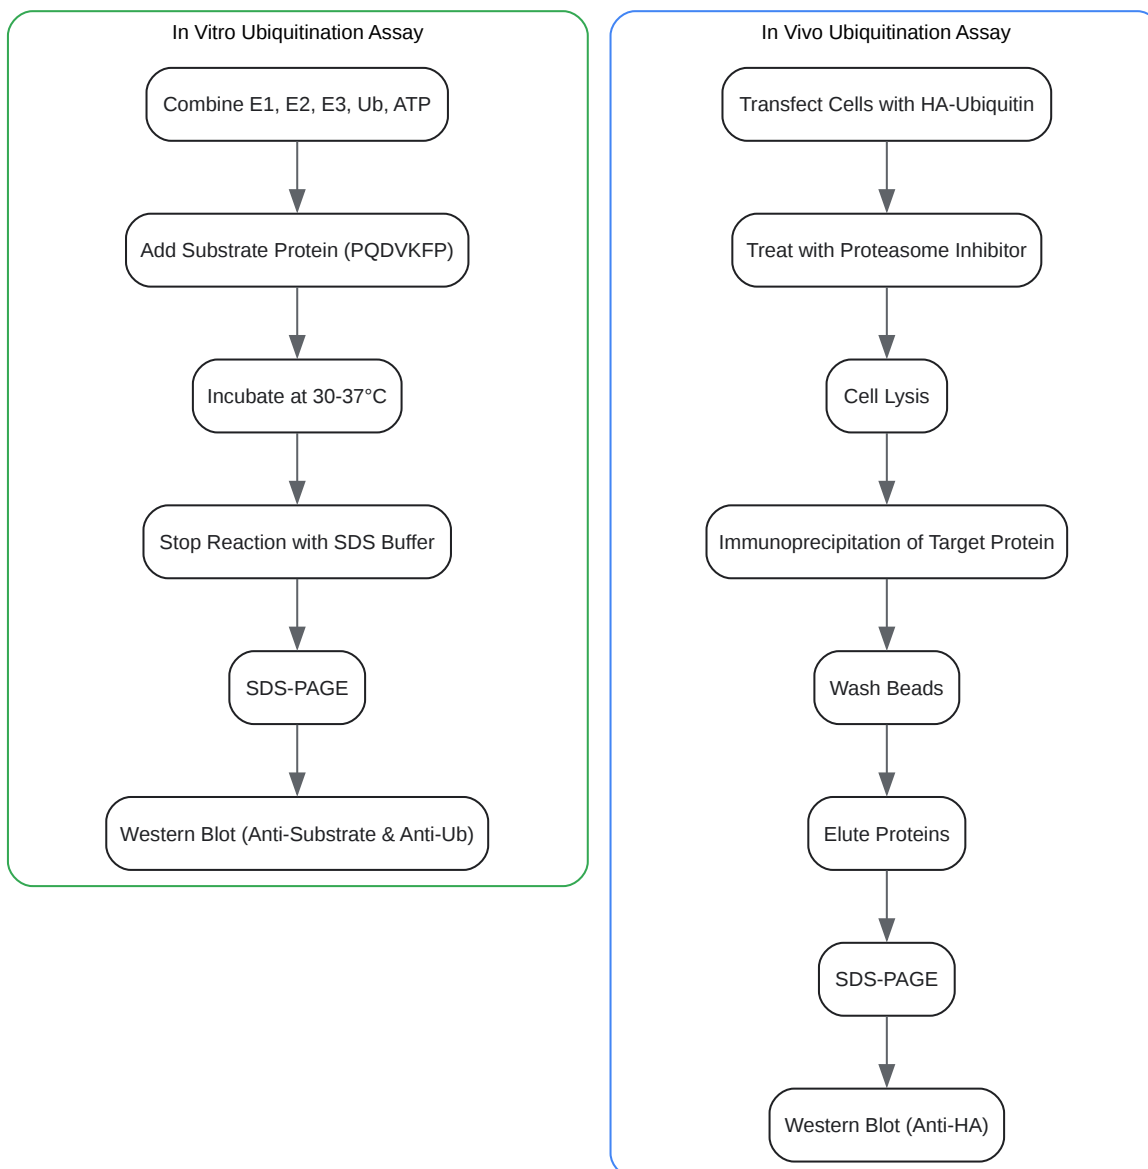 In Vitro Ubiquitination Assay
Combine E1, E2, E3, Ub, ATP
Add Substrate Protein (PQDVKFP)
Incubate at 30-37°C
Stop Reaction with SDS Buffer
SDS-PAGE
Western Blot (Anti-Substrate & Anti-Ub)
In Vivo Ubiquitination Assay
Transfect Cells with HA-Ubiquitin
Treat with Proteasome Inhibitor
Cell Lysis
Immunoprecipitation of Target Protein
Wash Beads
Elute Proteins
SDS-PAGE
Western Blot (Anti-HA)